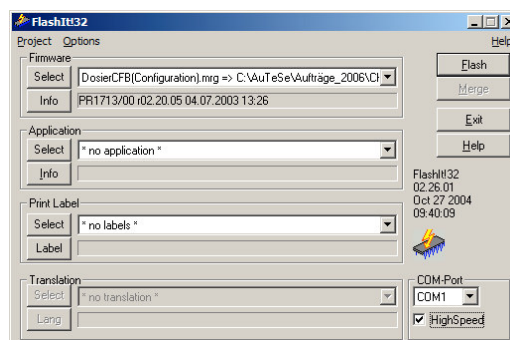 FlashIt!32
Project Options Help
Firmware
Select DosierCFB(Configuration).mrg => C:\AuTeSe\Aufträge_2006\Cl
Info PR1713/00 r02.20.05 04.07.2003 13:26
Flash
Merge
Exit
Help
Application
Select * no application *
Info
FlashIt!32
02.26.01
Oct 27 2004
09:40:09
Print Label
Select * no labels *
Label
Translation
Select * no translation *
Lang
COM-Port
COM1
HighSpeed